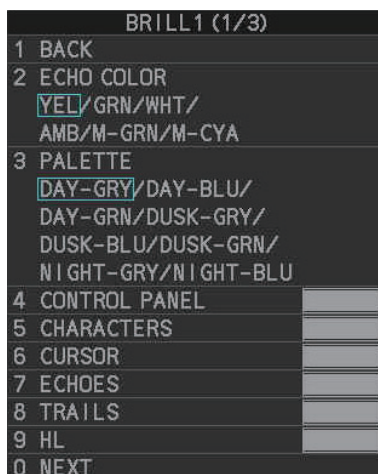 BRILL1 (1/3)
1 BACK
2 ECHO COLOR
YEL/GRN/WHT/
AMB/M-GRN/M-CYA
3 PALETTE
DAY-GRY/DAY-BLU/
DAY-GRN/DUSK-GRY/
DUSK-BLU/DUSK-GRN/
NIGHT-GRY/NIGHT-BLU
4 CONTROL PANEL
5 CHARACTERS
6 CURSOR
7 ECHOES
8 TRAILS
9 HL
0 NEXT